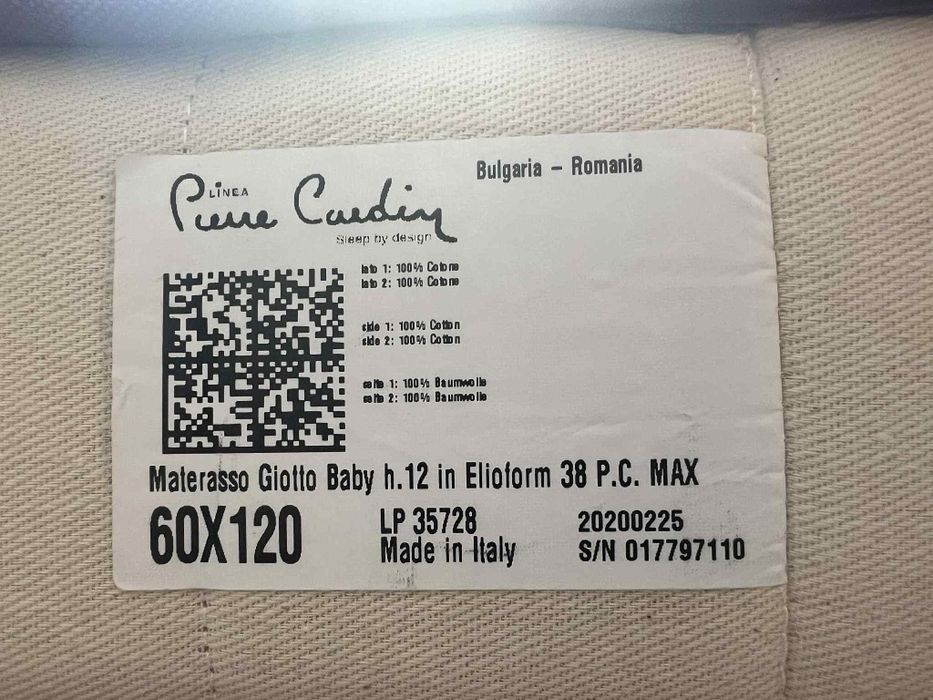 Bulgaria – Romania
LINEA
Pierre Cardin
Sleep by design
lato 1: 100% Cotone
lato 2: 100% Cotone
side 1: 100% Cotton
side 2: 100% Cotton
seite 1: 100% Baumwolle
seite 2: 100% Baumwolle
Materasso Giotto Baby h.12 in Elioform 38 P.C. MAX
60X120
LP 35728
20200225
Made in Italy
S/N 017797110